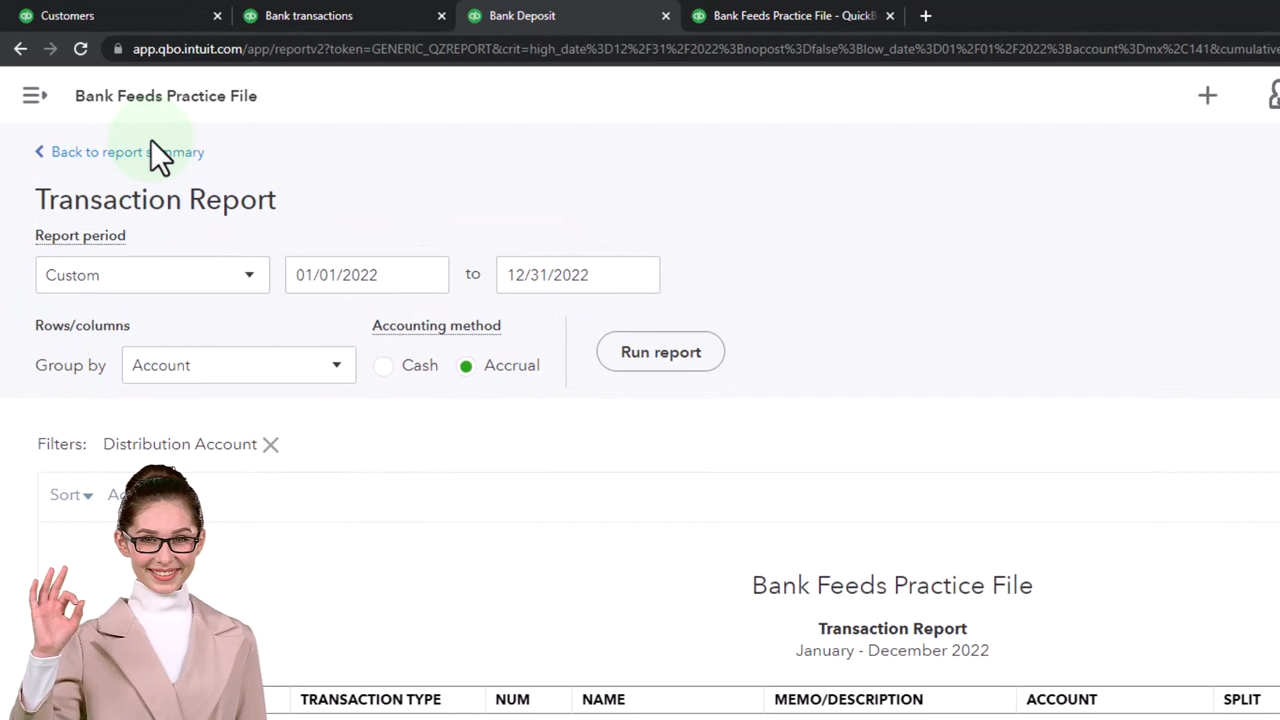 Customers
Bank transactions
Bank Deposit
Bank Feeds Practice File - QuickB
app.qbo.intuit.com/app/reportv2?token=GENERIC_QZREPORT&crit=high_date%3D12%2F31%2F2022%3Bnopost%3Dfalse%3Blow_date%3D01%2F01%2F2022%3Baccount%3Dmx%2C141&cumulative
Bank Feeds Practice File
Back to report summary
Transaction Report
Report period
Custom
01/01/2022
to
12/31/2022
Rows/columns
Accounting method
Group by
Account
Cash
Accrual
Run report
Filters: Distribution Account
Sort
Bank Feeds Practice File
Transaction Report
January - December 2022
TRANSACTION TYPE NUM NAME MEMO/DESCRIPTION ACCOUNT SPLIT